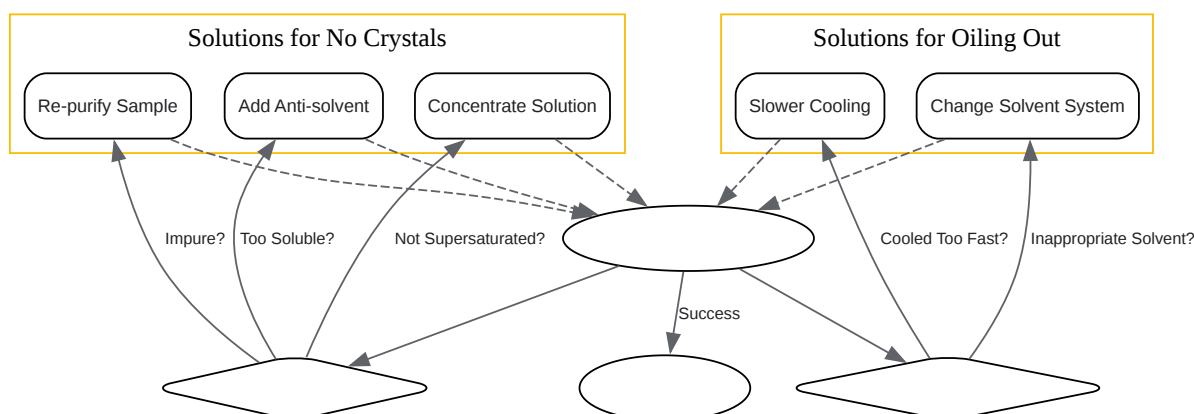 Solutions for No Crystals
Solutions for Oiling Out
Re-purify Sample
Add Anti-solvent
Concentrate Solution
Slower Cooling
Change Solvent System
Impure?
Too Soluble?
Not Supersaturated?
Cooled Too Fast?
Inappropriate Solvent?
Success